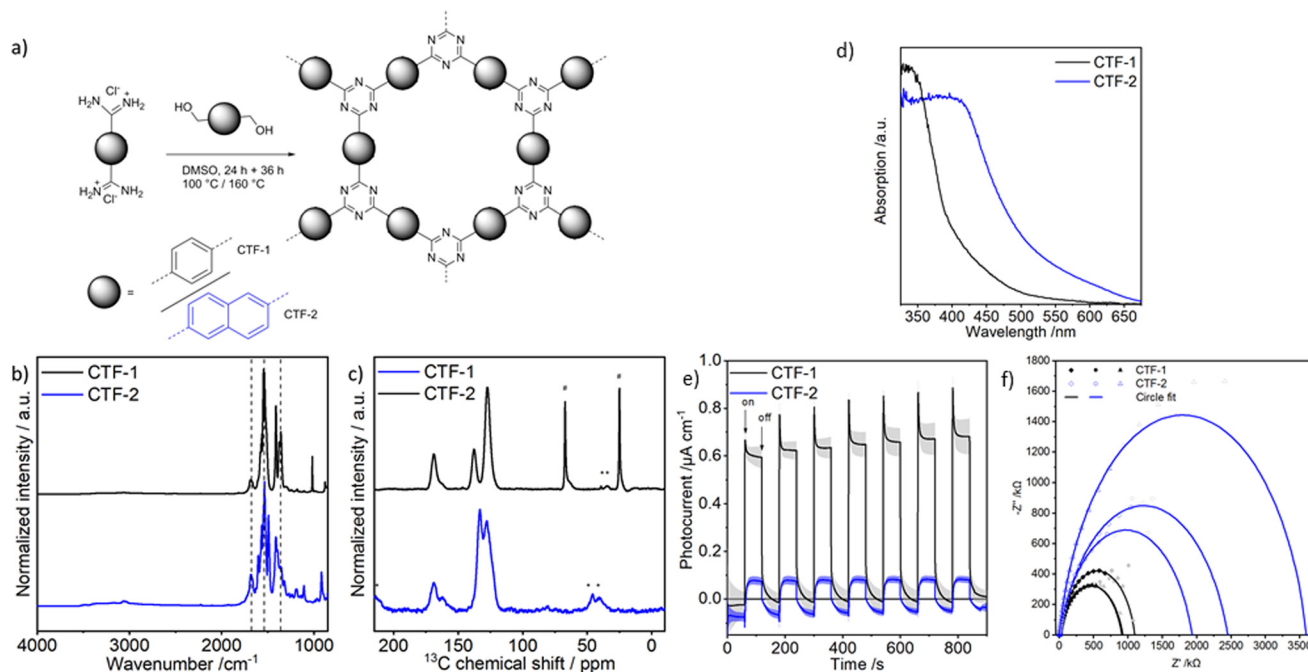 a)
Cl⁻
H₂N
+
NH₂
HO
OH
+
H₂N
NH₂
Cl⁻
DMSO, 24 h + 36 h
100 °C / 160 °C
N N
N
N N
N
N N
N
N N
N
N N
N
N N
N
=
CTF-1
CTF-2
d)
Absorption /a.u.
CTF-1
CTF-2
350 400 450 500 550 600 650
Wavelength /nm
b)
Normalized intensity / a.u.
CTF-1
CTF-2
4000 3000 2000 1000
Wavenumber /cm⁻¹
c)
Normalized intensity / a.u.
CTF-1
CTF-2
#
#
* *
*
* *
200 150 100 50 0
¹³C chemical shift / ppm
e)
Photocurrent /µA cm⁻¹
1.0
0.8
0.6
0.4
0.2
0.0
CTF-1
CTF-2
on
off
0 200 400 600 800
Time /s
f)
-Z'' /kΩ
1800
1600
1400
1200
1000
800
600
400
200
0
CTF-1
CTF-2
Circle fit
0 500 1000 1500 2000 2500 3000 3500
Z' /kΩ